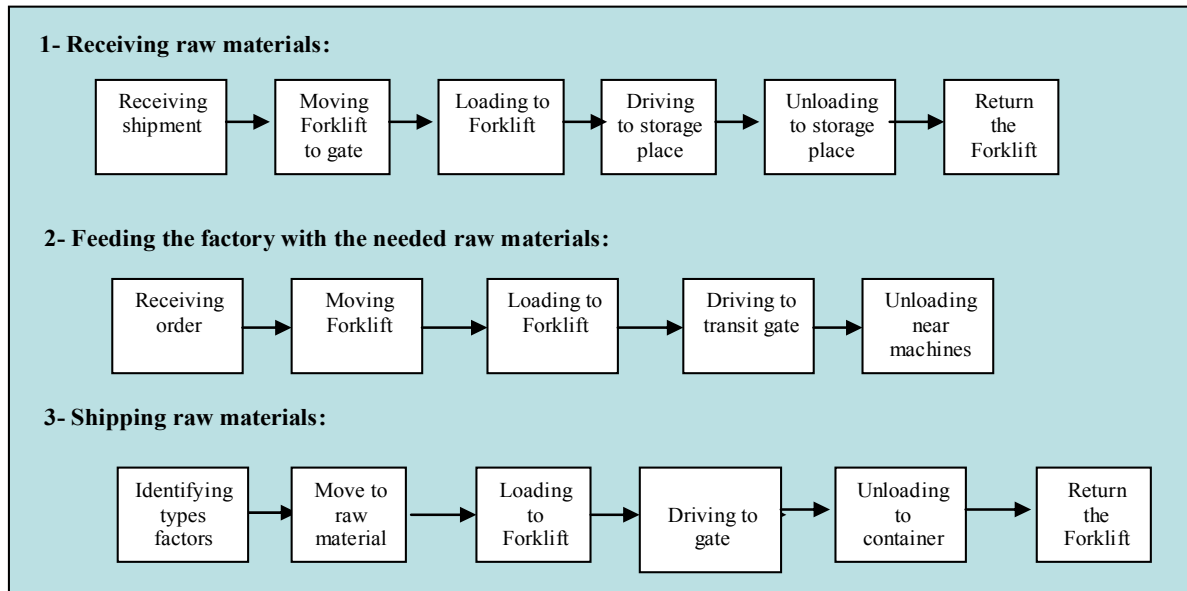 1- Receiving raw materials:
Receiving
shipment
Moving
Forklift
to gate
Loading to
Forklift
Driving
to storage
place
Unloading
to storage
place
Return
the
Forklift
2- Feeding the factory with the needed raw materials:
Receiving
order
Moving
Forklift
Loading to
Forklift
Driving to
transit gate
Unloading
near
machines
3- Shipping raw materials:
Identifying
types
factors
Move to
raw
material
Loading
to
Forklift
Driving to
gate
Unloading
to
container
Return
the
Forklift